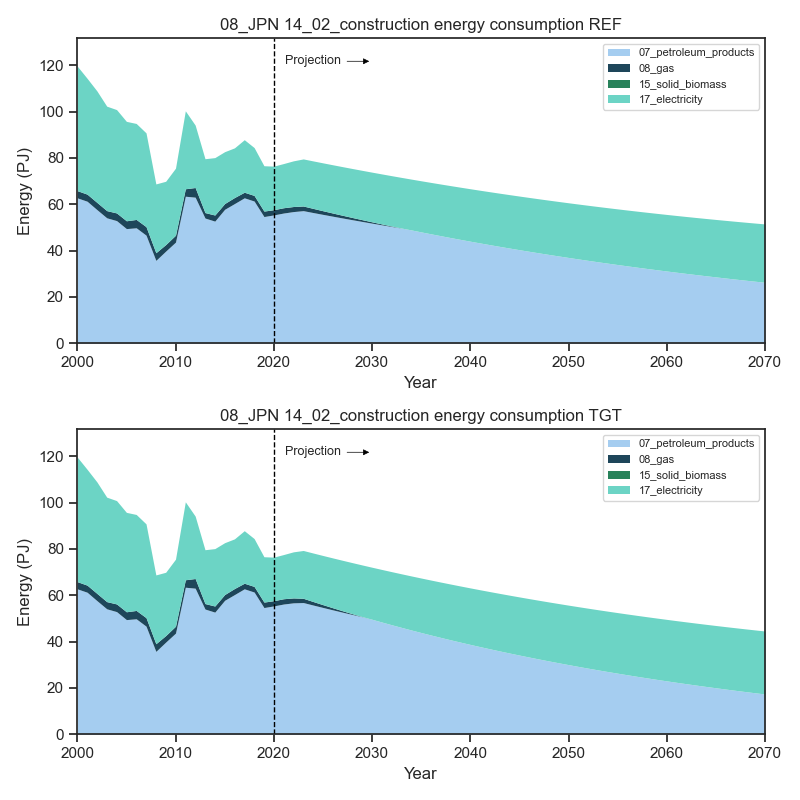 08_JPN 14_02_construction energy consumption REF
Energy (PJ)
120
100
80
60
40
20
0
Projection
07_petroleum_products
08_gas
15_solid_biomass
17_electricity
2000 2010 2020 2030 2040 2050 2060 2070
Year
08_JPN 14_02_construction energy consumption TGT
Energy (PJ)
120
100
80
60
40
20
0
Projection
07_petroleum_products
08_gas
15_solid_biomass
17_electricity
2000 2010 2020 2030 2040 2050 2060 2070
Year